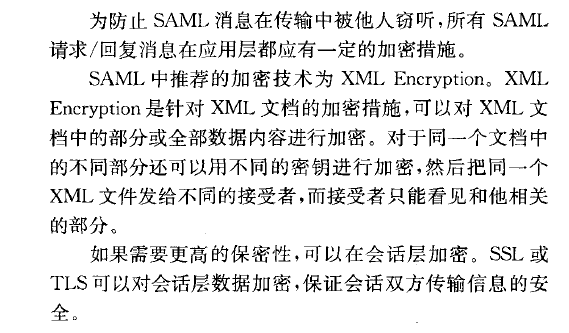 为防止 SAML 消息在传输中被他人窃听,所有 SAML
请求/回复消息在应用层都应有一定的加密措施。
SAML 中推荐的加密技术为 XML Encryption。XML
Encryption 是针对 XML 文档的加密措施,可以对 XML 文
档中的部分或全部数据内容进行加密。对于同一个文档中
的不同部分还可以用不同的密钥进行加密,然后把同一个
XML 文件发给不同的接受者,而接受者只能看见和他相关
的部分。
如果需要更高的保密性,可以在会话层加密。SSL 或
TLS 可以对会话层数据加密,保证会话双方传输信息的安
全。